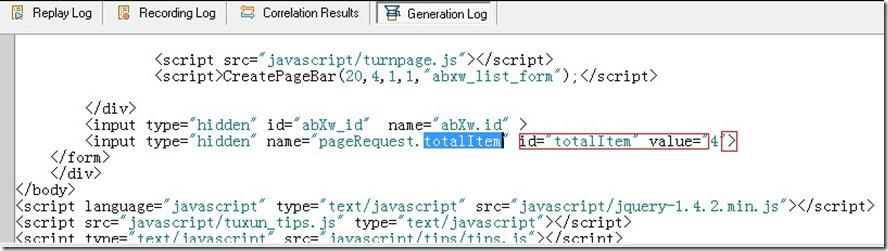 Replay Log Recording Log Correlation Results Generation Log
<script src="javascript/turnpage.js"></script>
<script>CreatePageBar(20,4,1,1,"abxw_list_form");</script>
</div>
<input type="hidden" id="abXw_id" name="abXw.id" >
<input type="hidden" name="pageRequest.totalItem" id="totalItem" value="4">
</form>
</div>
</body>
<script language="javascript" type="text/javascript" src="javascript/jquery-1.4.2.min.js"></script>
<script src="javascript/tuxun_tips.js" type="text/javascript"></script>
<script type="text/javascript" src="javascript/tips/tips.js"></script>